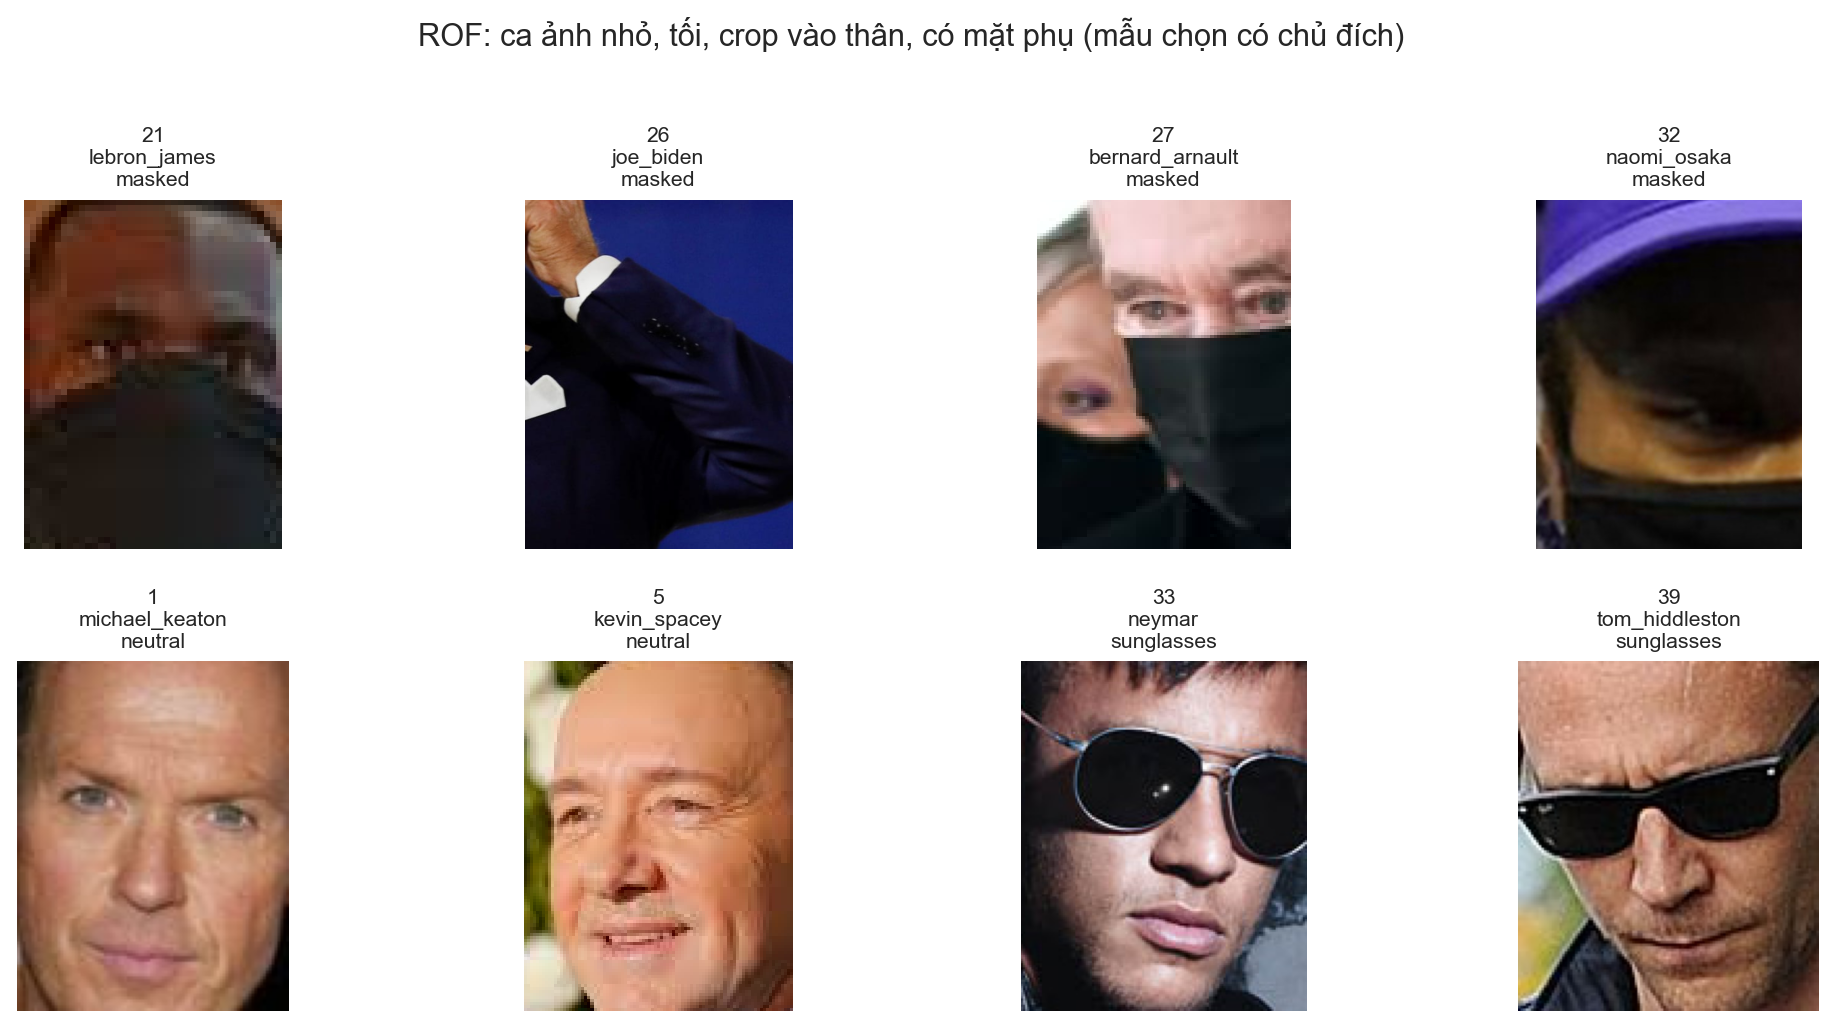 ROF: ca ảnh nhỏ, tối, crop vào thân, có mặt phụ (mẫu chọn có chủ đích)
21
lebron_james
masked
26
joe_biden
masked
27
bernard_arnault
masked
32
naomi_osaka
masked
1
michael_keaton
neutral
5
kevin_spacey
neutral
33
neymar
sunglasses
39
tom_hiddleston
sunglasses